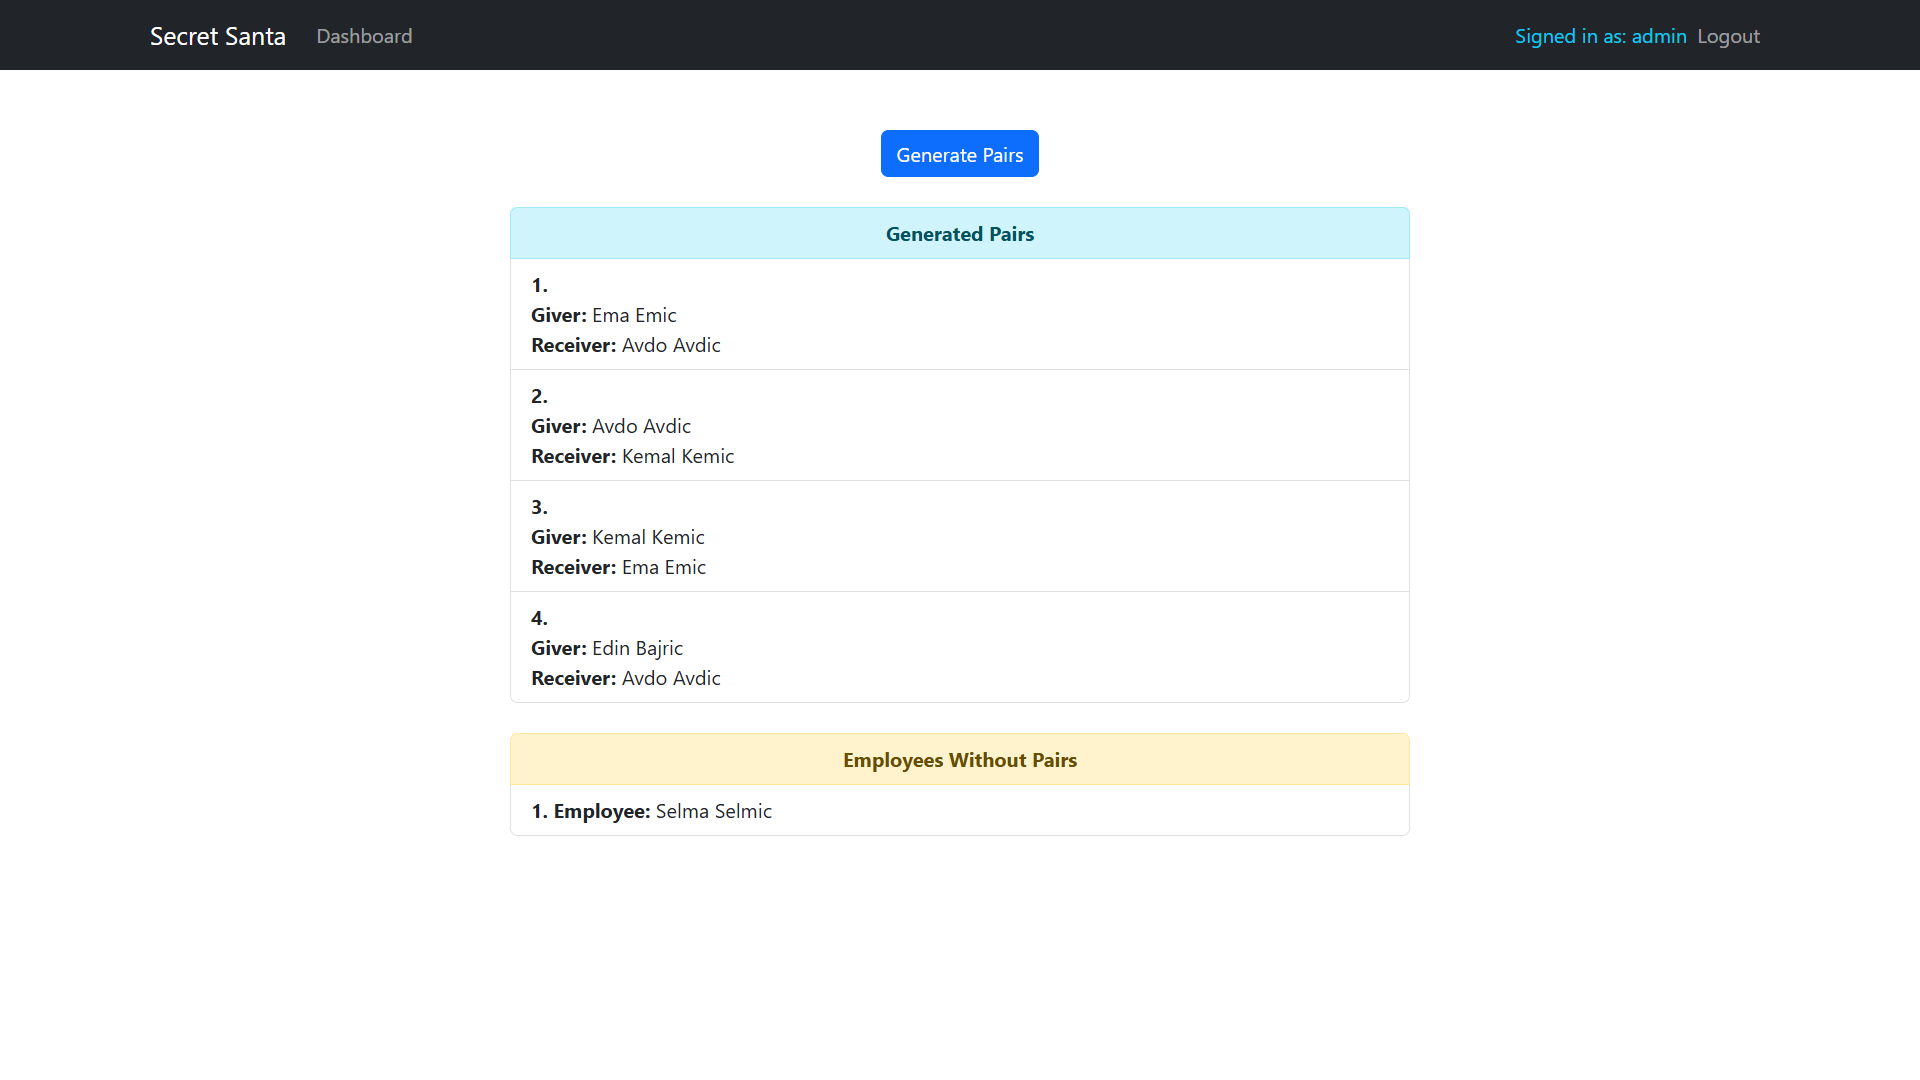 Secret Santa Dashboard Signed in as: admin Logout
Generate Pairs
Generated Pairs
1.
Giver: Ema Emic
Receiver: Avdo Avdic
2.
Giver: Avdo Avdic
Receiver: Kemal Kemic
3.
Giver: Kemal Kemic
Receiver: Ema Emic
4.
Giver: Edin Bajric
Receiver: Avdo Avdic
Employees Without Pairs
1. Employee: Selma Selmic